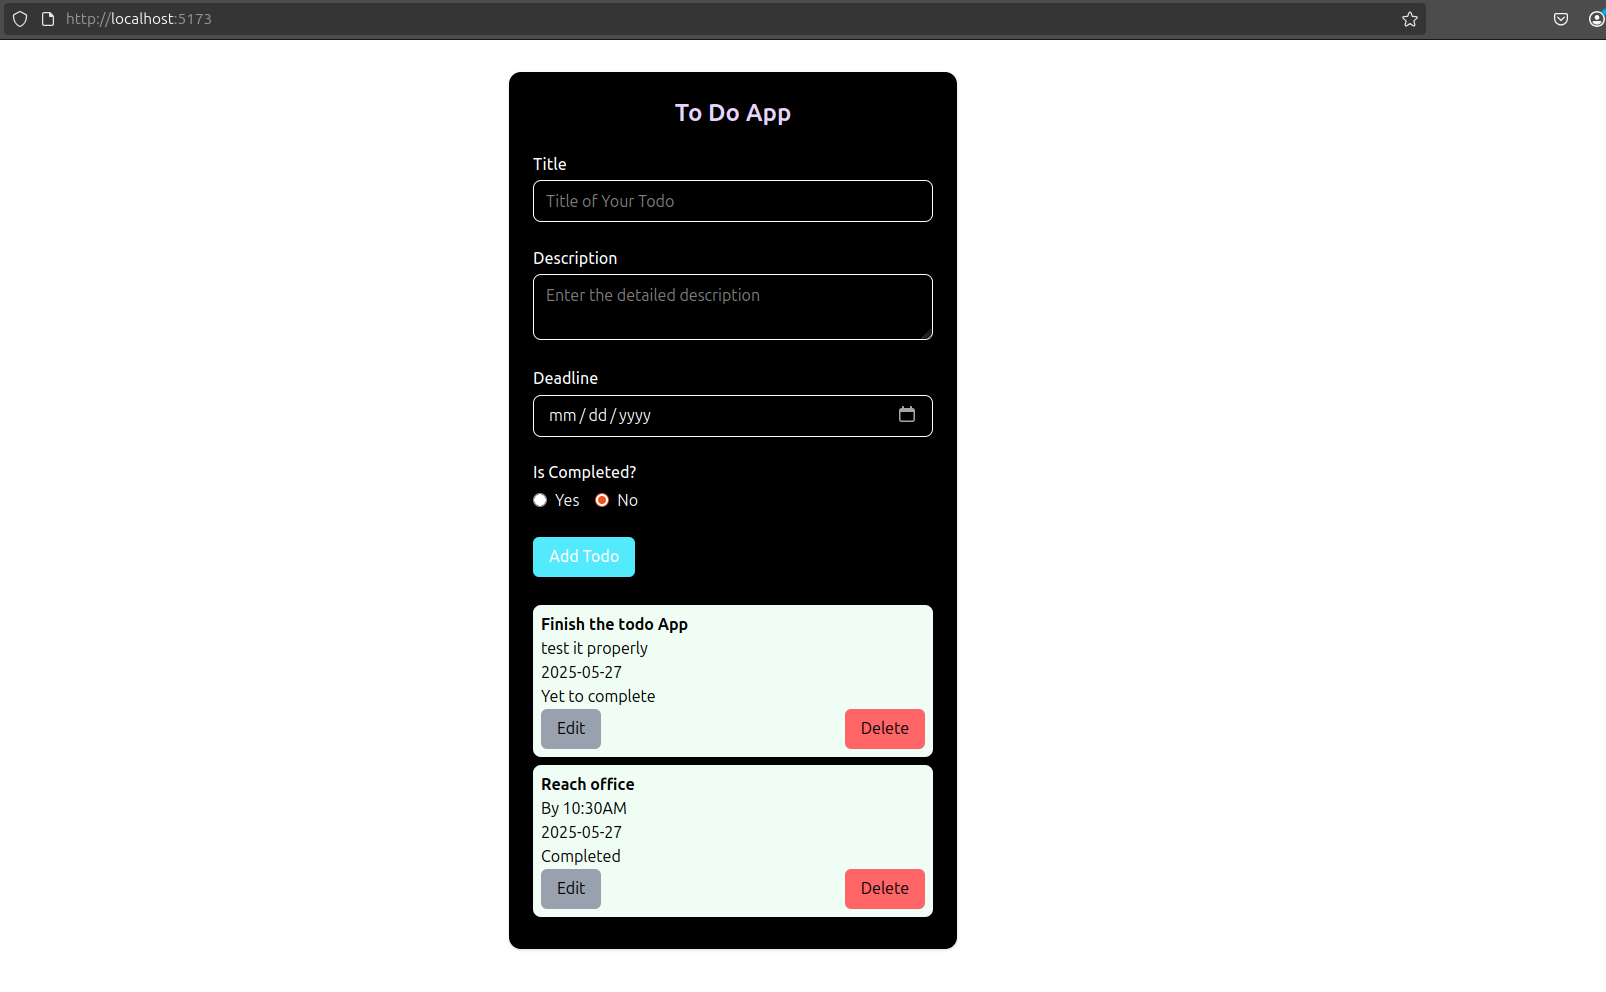 http://localhost:5173
To Do App
Title
Title of Your Todo
Description
Enter the detailed description
Deadline
mm / dd / yyyy
Is Completed?
Yes No
Add Todo
Finish the todo App
test it properly
2025-05-27
Yet to complete
Edit Delete
Reach office
By 10:30AM
2025-05-27
Completed
Edit Delete